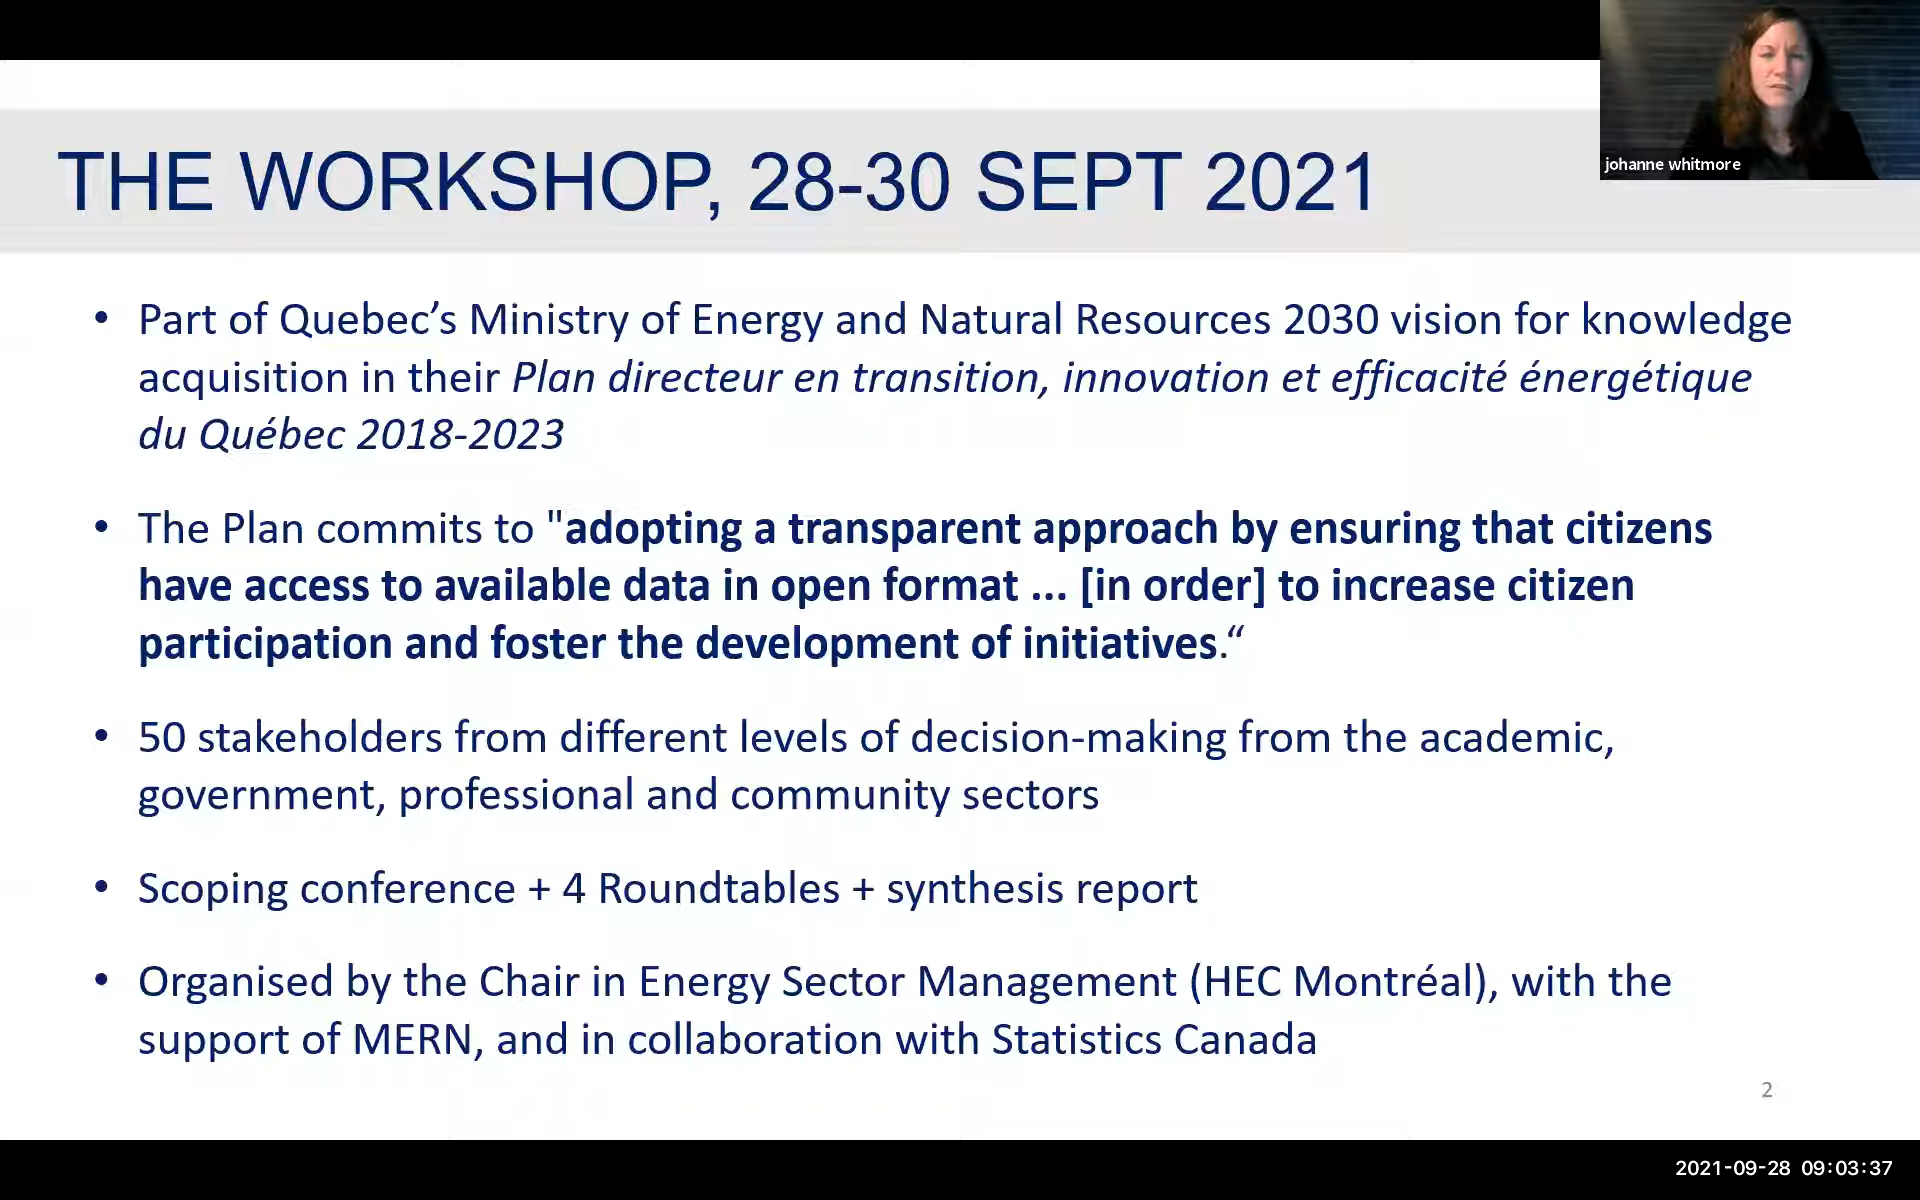 johanne whitmore
THE WORKSHOP, 28-30 SEPT 2021
• Part of Quebec’s Ministry of Energy and Natural Resources 2030 vision for knowledge
acquisition in their Plan directeur en transition, innovation et efficacité énergétique
du Québec 2018-2023
• The Plan commits to "adopting a transparent approach by ensuring that citizens
have access to available data in open format ... [in order] to increase citizen
participation and foster the development of initiatives.“
• 50 stakeholders from different levels of decision-making from the academic,
government, professional and community sectors
• Scoping conference + 4 Roundtables + synthesis report
• Organised by the Chair in Energy Sector Management (HEC Montréal), with the
support of MERN, and in collaboration with Statistics Canada
2
2021-09-28 09:03:37